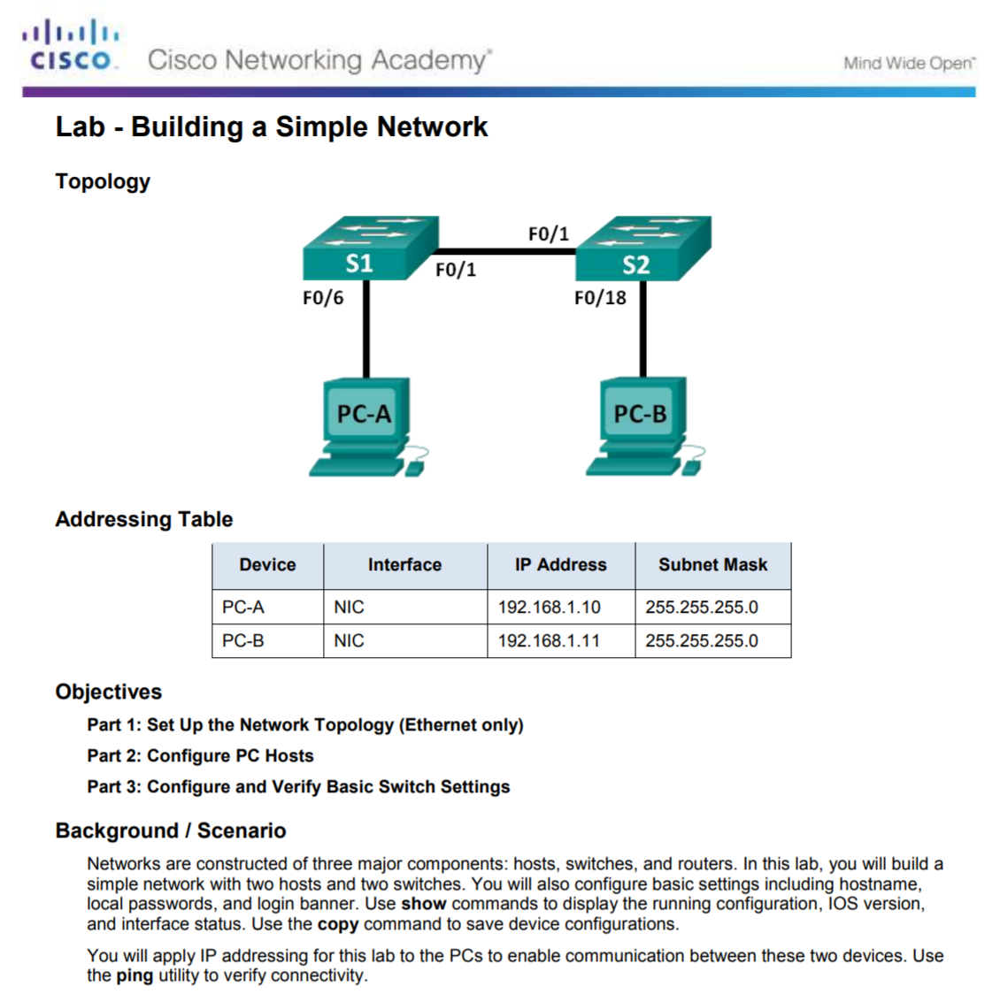 CISCO Cisco Networking Academy® Mind Wide Open™
Lab - Building a Simple Network
Topology
F0/1
S1 S2
F0/1
F0/6 F0/18
PC-A PC-B
Addressing Table
Device Interface IP Address Subnet Mask
PC-A NIC 192.168.1.10 255.255.255.0
PC-B NIC 192.168.1.11 255.255.255.0
Objectives
Part 1: Set Up the Network Topology (Ethernet only)
Part 2: Configure PC Hosts
Part 3: Configure and Verify Basic Switch Settings
Background / Scenario
Networks are constructed of three major components: hosts, switches, and routers. In this lab, you will build a
simple network with two hosts and two switches. You will also configure basic settings including hostname,
local passwords, and login banner. Use show commands to display the running configuration, IOS version,
and interface status. Use the copy command to save device configurations.
You will apply IP addressing for this lab to the PCs to enable communication between these two devices. Use
the ping utility to verify connectivity.